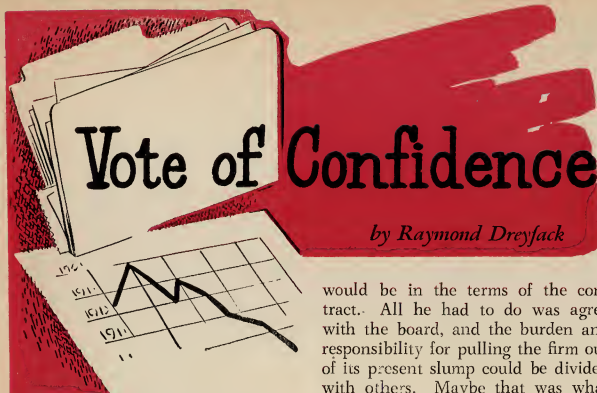 Vote of Confidence
by Raymond Dreyfack
would be in the terms of the con
tract. All he had to do was agre
with the board, and the burden an
responsibility for pulling the firm ou
of its present slump could be divide
with others. Maybe that was wha